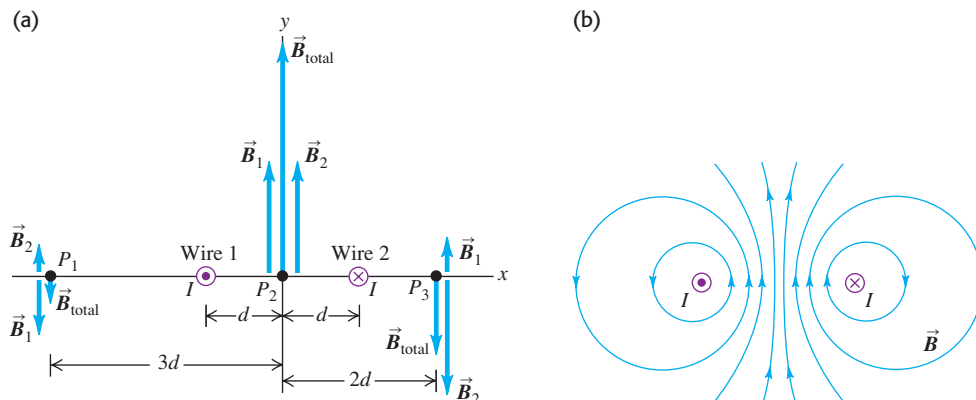 (a)
y
B⃗total
B⃗1
B⃗2
B⃗2
P1
Wire 1
Wire 2
B⃗1
x
B⃗total
I
P2
I
P3
B⃗1
d
d
B⃗total
3d
2d
B⃗2
(b)
I
I
B⃗